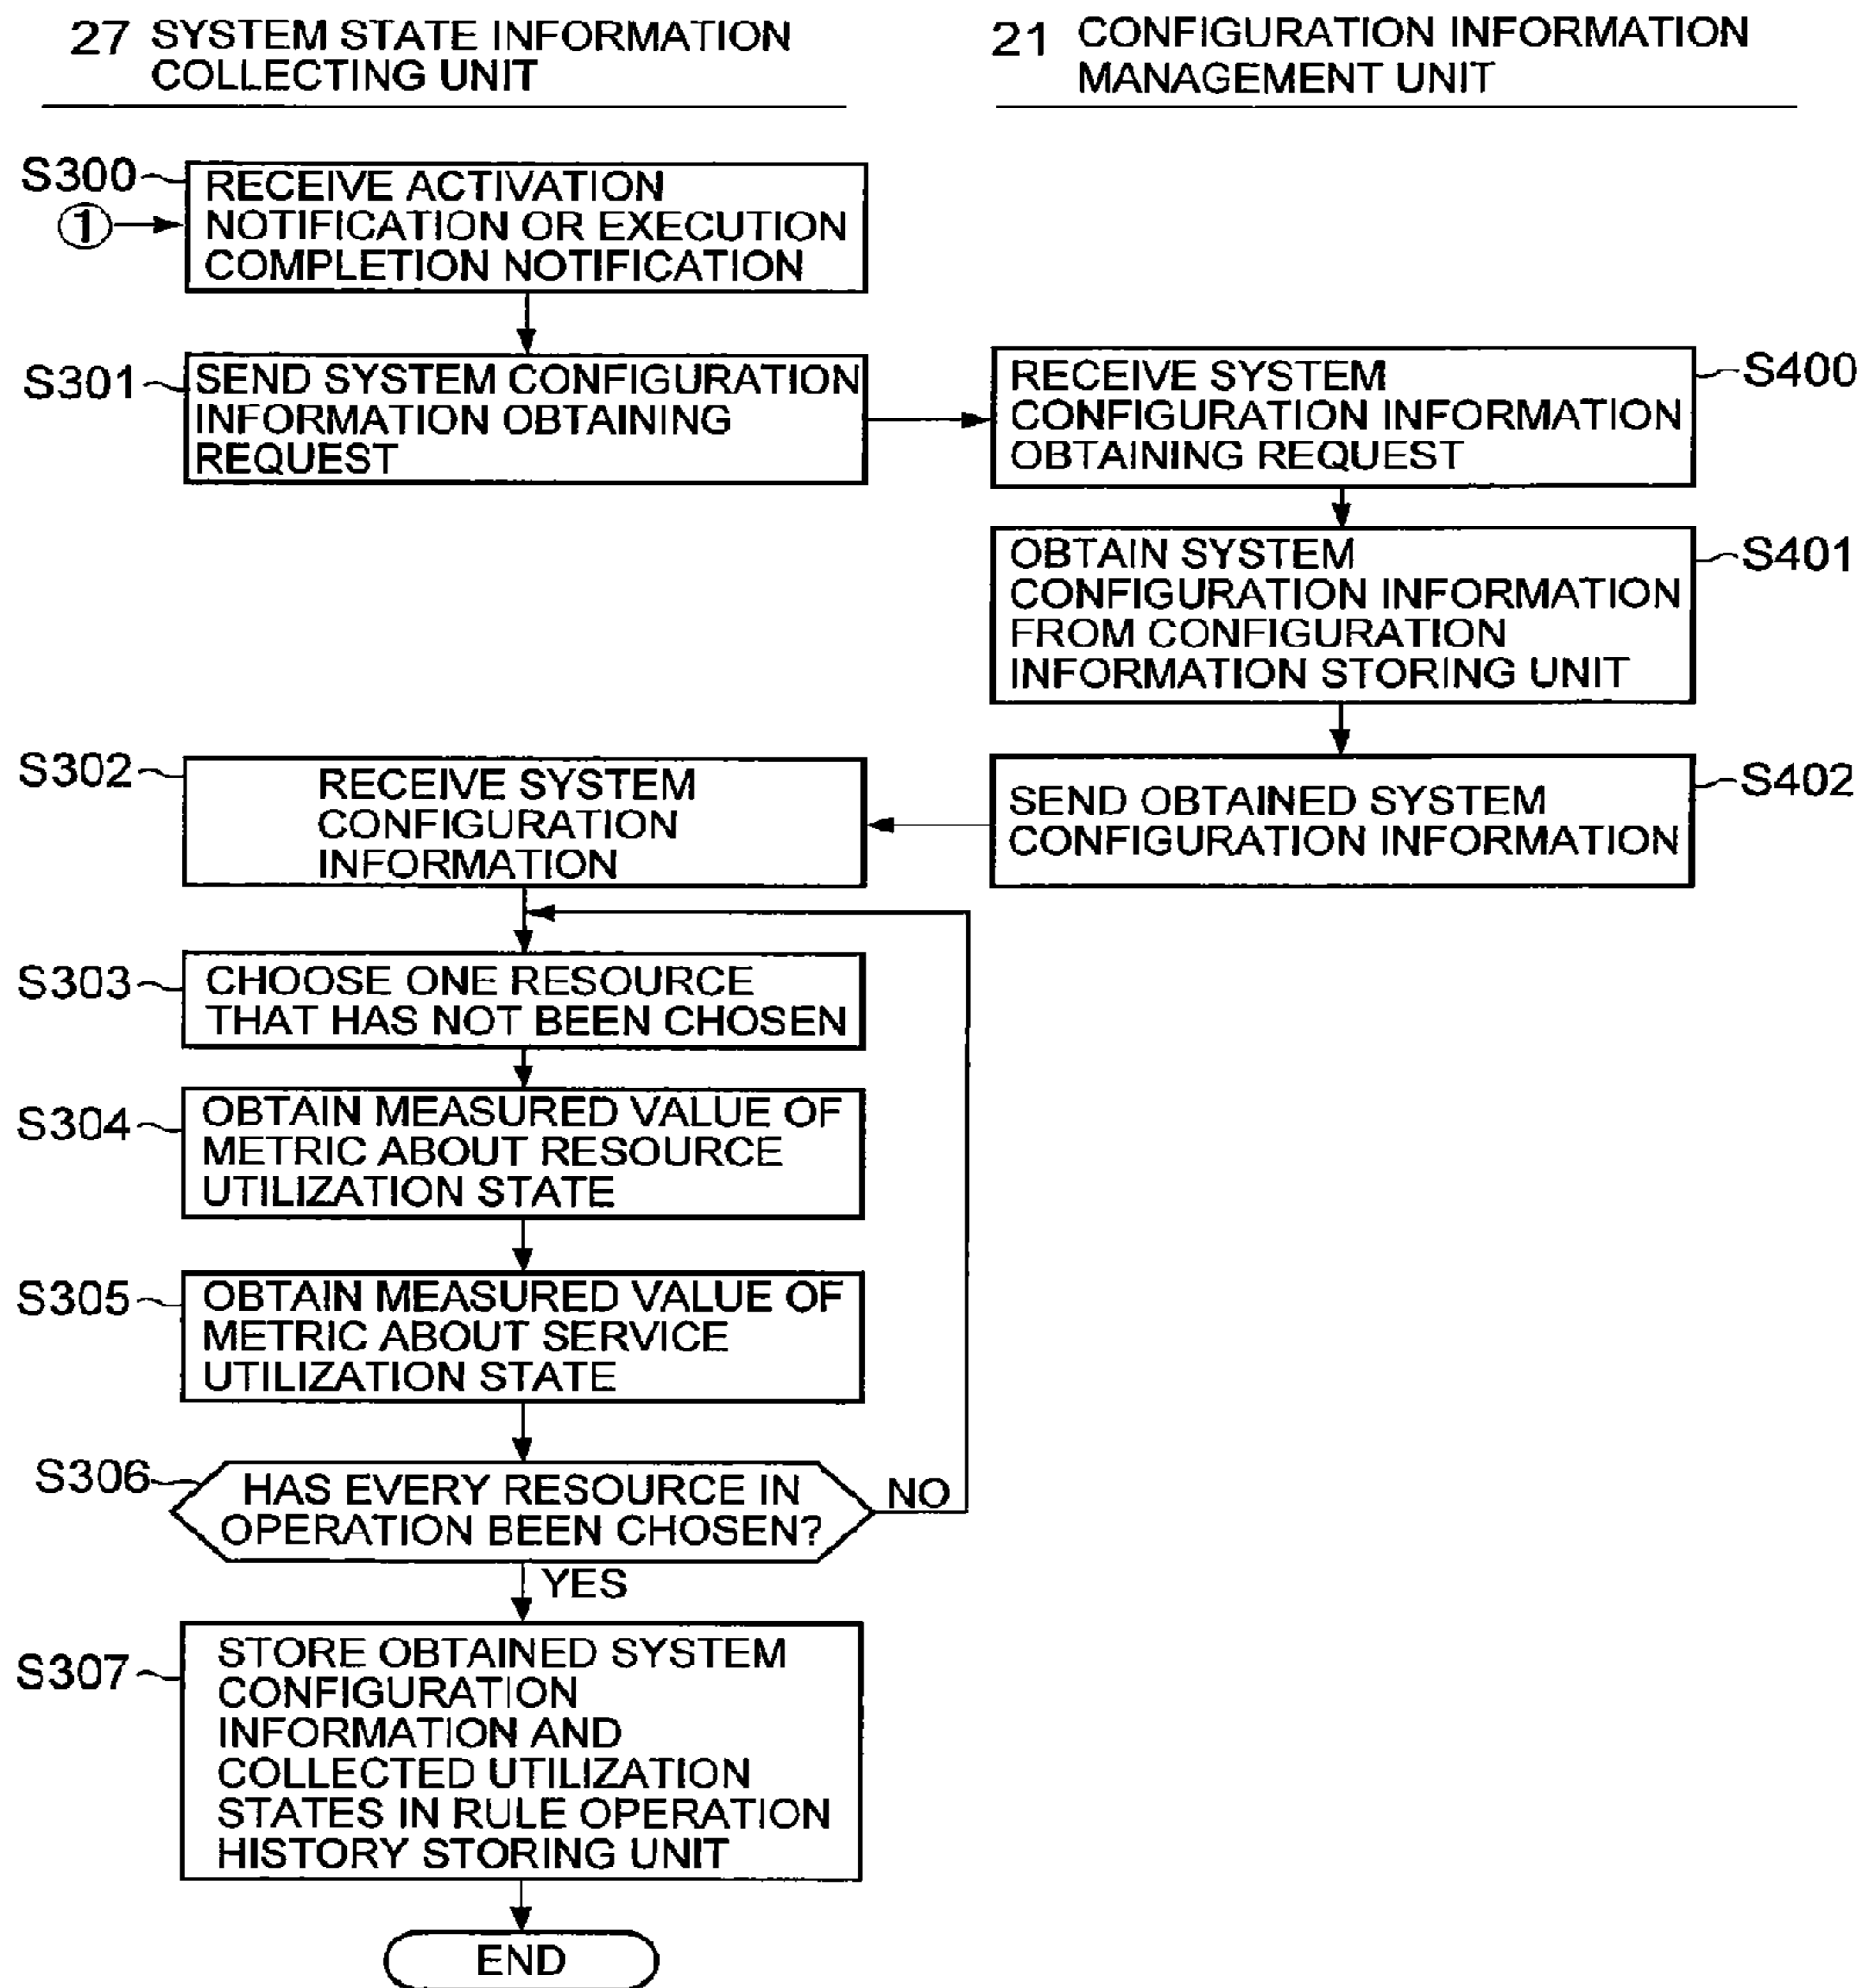 27 SYSTEM STATE INFORMATION
COLLECTING UNIT
21 CONFIGURATION INFORMATION
MANAGEMENT UNIT
S300
1
RECEIVE ACTIVATION
NOTIFICATION OR EXECUTION
COMPLETION NOTIFICATION
S301
SEND SYSTEM CONFIGURATION
INFORMATION OBTAINING
REQUEST
RECEIVE SYSTEM
CONFIGURATION INFORMATION
OBTAINING REQUEST
S400
OBTAIN SYSTEM
CONFIGURATION INFORMATION
FROM CONFIGURATION
INFORMATION STORING UNIT
S401
S302
RECEIVE SYSTEM
CONFIGURATION
INFORMATION
SEND OBTAINED SYSTEM
CONFIGURATION INFORMATION
S402
S303
CHOOSE ONE RESOURCE
THAT HAS NOT BEEN CHOSEN
S304
OBTAIN MEASURED VALUE OF
METRIC ABOUT RESOURCE
UTILIZATION STATE
S305
OBTAIN MEASURED VALUE OF
METRIC ABOUT SERVICE
UTILIZATION STATE
S306
HAS EVERY RESOURCE IN
OPERATION BEEN CHOSEN?
NO
YES
S307
STORE OBTAINED SYSTEM
CONFIGURATION
INFORMATION AND
COLLECTED UTILIZATION
STATES IN RULE OPERATION
HISTORY STORING UNIT
END